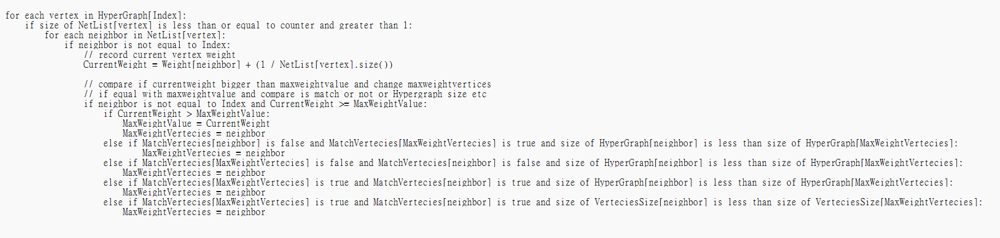 for each vertex in HyperGraph[Index]:
if size of NetList[vertex] is less than or equal to counter and greater than 1:
for each neighbor in NetList[vertex]:
if neighbor is not equal to Index:
// record current vertex weight
CurrentWeight = Weight[neighbor] + (1 / NetList[vertex].size())
// compare if currentweight bigger than maxweightvalue and change maxweightvertices
// if equal with maxweightvalue and compare is match or not or Hypergraph size etc
if neighbor is not equal to Index and CurrentWeight >= MaxWeightValue:
if CurrentWeight > MaxWeightValue:
MaxWeightValue = CurrentWeight
MaxWeightVertecies = neighbor
else if MatchVertecies[neighbor] is false and MatchVertecies[MaxWeightVertecies] is true and size of HyperGraph[neighbor] is less than size of HyperGraph[MaxWeightVertecies]:
MaxWeightVertecies = neighbor
else if MatchVertecies[MaxWeightVertecies] is false and MatchVertecies[neighbor] is false and size of HyperGraph[neighbor] is less than size of HyperGraph[MaxWeightVertecies]:
MaxWeightVertecies = neighbor
else if MatchVertecies[MaxWeightVertecies] is true and MatchVertecies[neighbor] is true and size of HyperGraph[neighbor] is less than size of HyperGraph[MaxWeightVertecies]:
MaxWeightVertecies = neighbor
else if MatchVertecies[MaxWeightVertecies] is true and MatchVertecies[neighbor] is true and size of VerteciesSize[neighbor] is less than size of VerteciesSize[MaxWeightVertecies]:
MaxWeightVertecies = neighbor